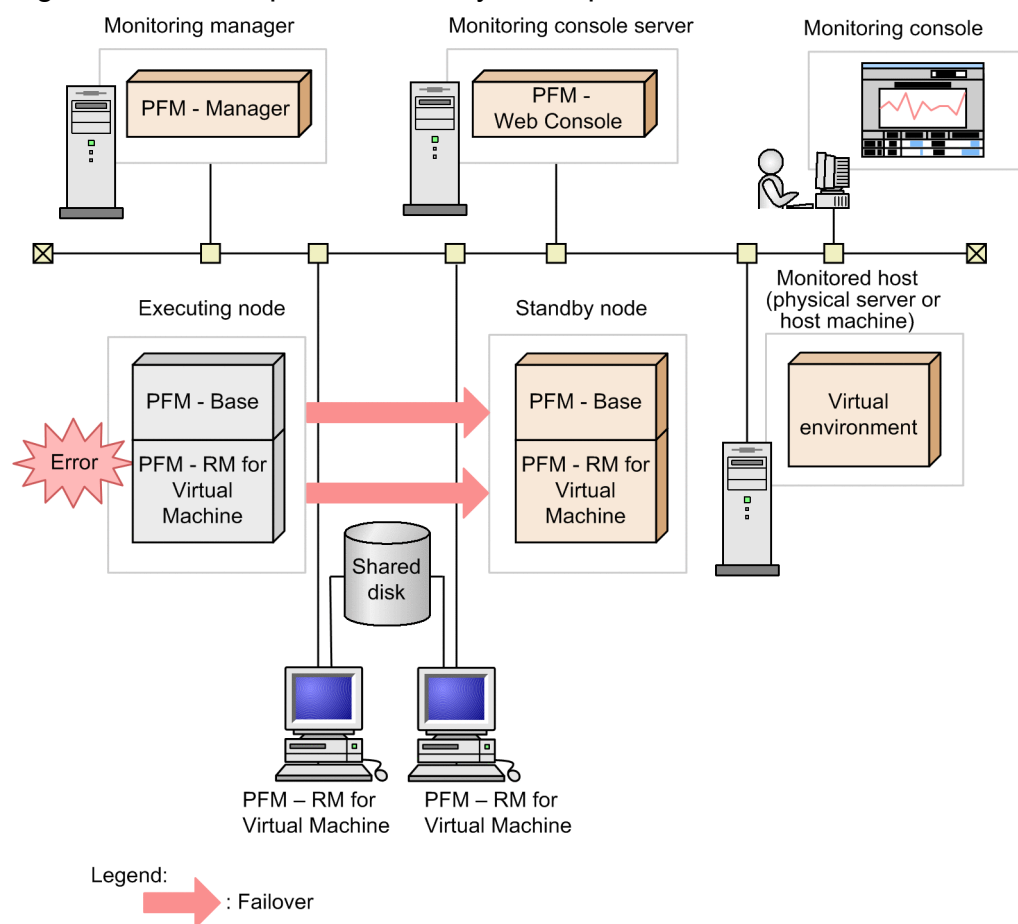 Monitoring manager
Monitoring console server
Monitoring console
PFM - Manager
PFM -
Web Console
Executing node
Standby node
Monitored host
(physical server or
host machine)
PFM - Base
PFM - Base
Virtual
environment
Error
PFM - RM for
Virtual
Machine
PFM - RM for
Virtual
Machine
Shared
disk
PFM – RM for
Virtual Machine
PFM – RM for
Virtual Machine
Legend:
: Failover